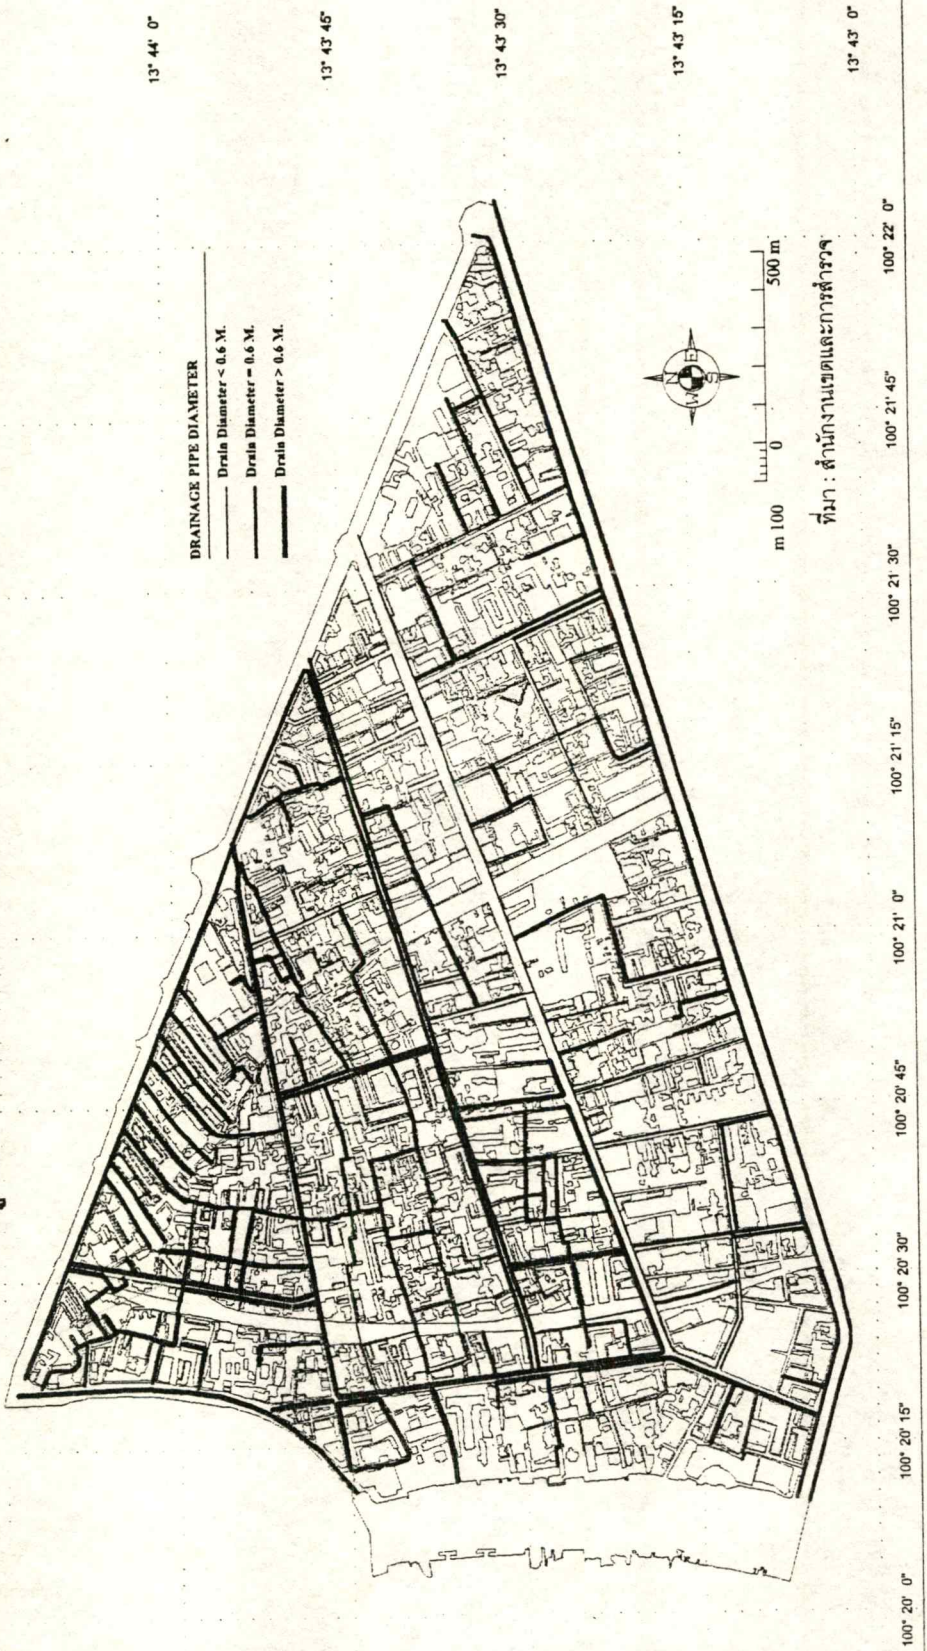 DRAINAGE PIPE DIAMETER
Drain Diameter < 0.6 M.
Drain Diameter = 0.6 M.
Drain Diameter > 0.6 M.
13° 44' 0"
13° 43' 45"
13° 43' 30"
13° 43' 15"
13° 43' 0"
N
E
S
W
m 100
0
500 m
ที่มา : สำนักงานเขตและการสำรวจ
100° 20' 0"
100° 20' 15"
100° 20' 30"
100° 20' 45"
100° 21' 0"
100° 21' 15"
100° 21' 30"
100° 21' 45"
100° 22' 0"